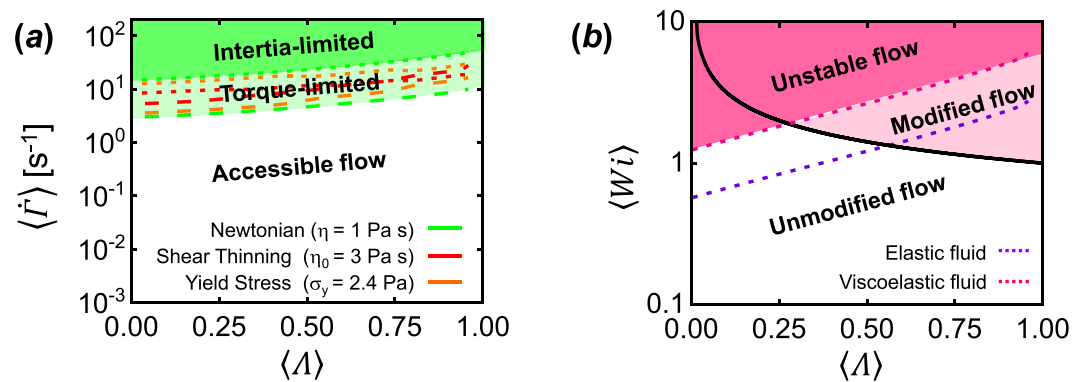 (a)
10²
10¹
10⁰
10⁻¹
10⁻²
10⁻³
⟨Γ̇⟩ [s⁻¹]
Intertia-limited
Torque-limited
Accessible flow
Newtonian (η = 1 Pa s)
Shear Thinning (η₀ = 3 Pa s)
Yield Stress (σy = 2.4 Pa)
0.00 0.25 0.50 0.75 1.00
⟨Λ⟩
(b)
10
1
0.1
⟨Wi⟩
Unstable flow
Modified flow
Unmodified flow
Elastic fluid
Viscoelastic fluid
0.00 0.25 0.50 0.75 1.00
⟨Λ⟩